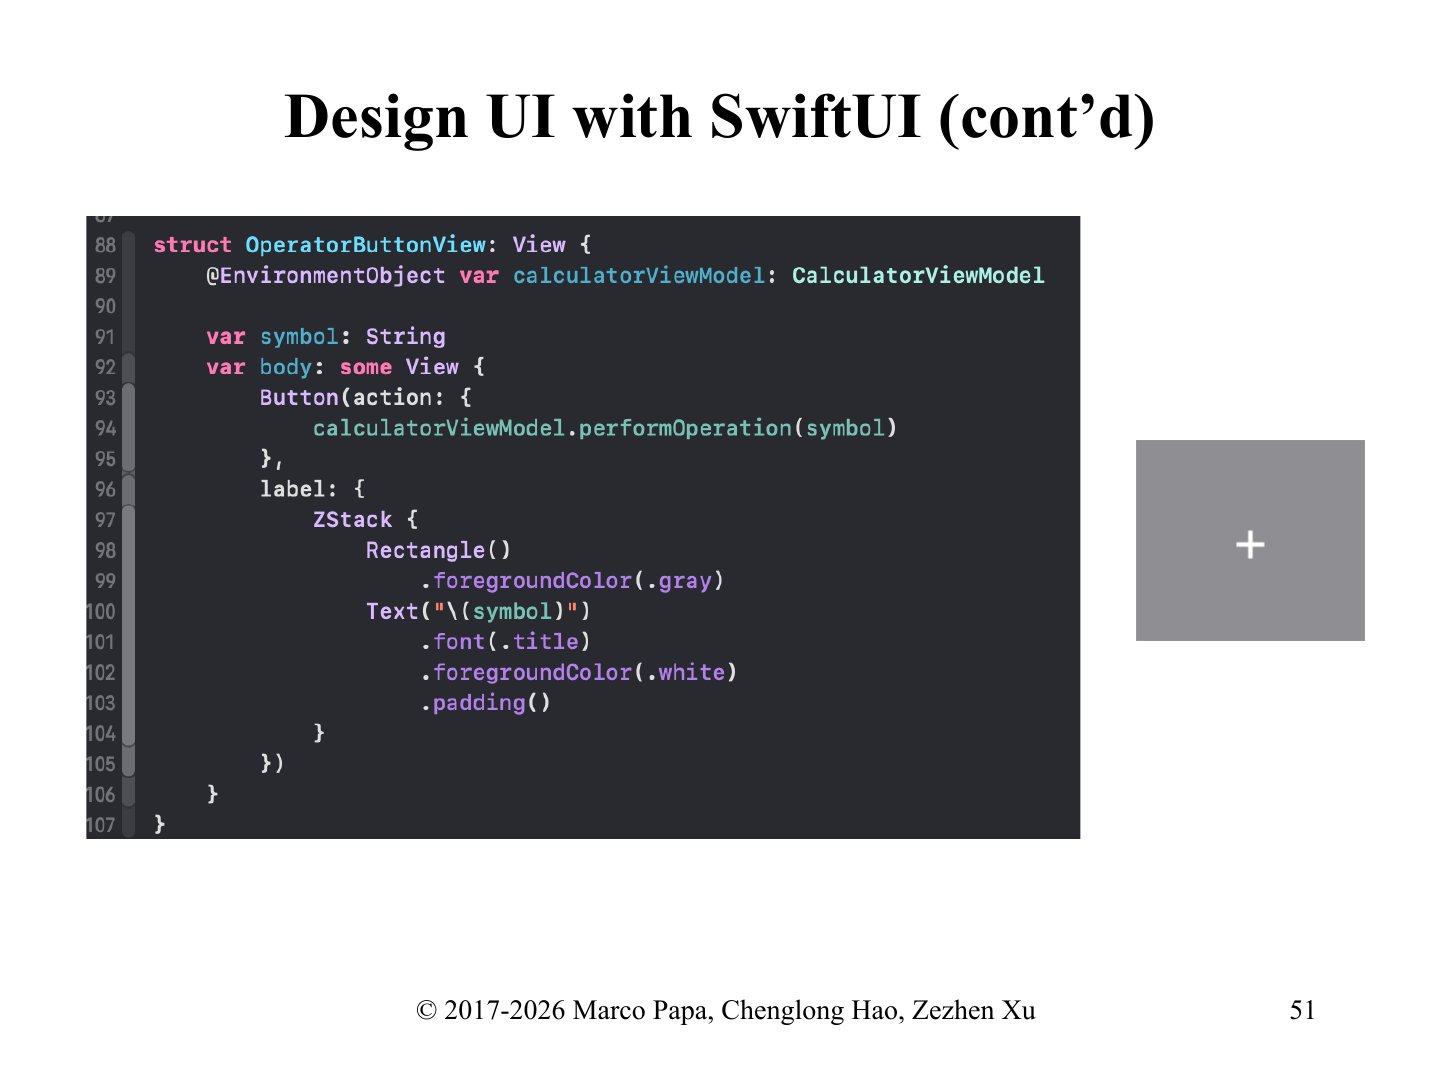 Design UI with SwiftUI (cont’d)
88 struct OperatorButtonView: View {
89     @EnvironmentObject var calculatorViewModel: CalculatorViewModel
90
91     var symbol: String
92     var body: some View {
93         Button(action: {
94             calculatorViewModel.performOperation(symbol)
95         },
96         label: {
97             ZStack {
98                 Rectangle()
99                     .foregroundColor(.gray)
100                 Text("\(symbol)")
101                     .font(.title)
102                     .foregroundColor(.white)
103                     .padding()
104             }
105         })
106     }
107 }
+
© 2017-2026 Marco Papa, Chenglong Hao, Zezhen Xu 51